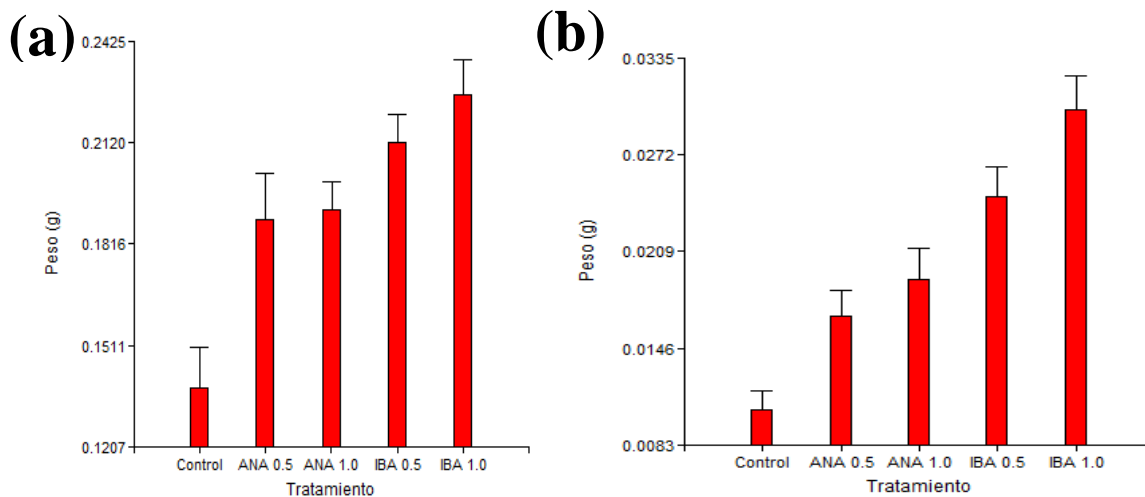 (a)
0.2425
0.2120
0.1816
0.1511
0.1207
Peso (g)
Control ANA 0.5 ANA 1.0 IBA 0.5 IBA 1.0
Tratamiento
(b)
0.0335
0.0272
0.0209
0.0146
0.0083
Peso (g)
Control ANA 0.5 ANA 1.0 IBA 0.5 IBA 1.0
Tratamiento